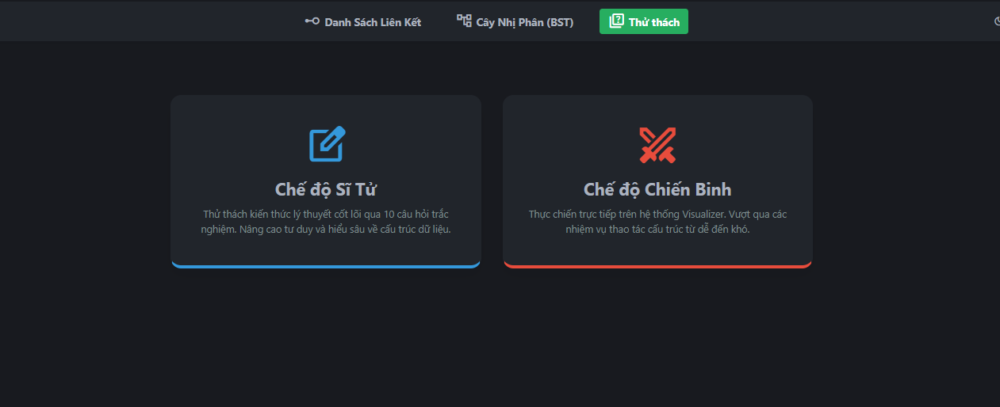 Danh Sách Liên Kết
Cây Nhị Phân (BST)
Thử thách
Chế độ Sĩ Tử
Thử thách kiến thức lý thuyết cốt lõi qua 10 câu hỏi trắc
nghiệm. Nâng cao tư duy và hiểu sâu về cấu trúc dữ liệu.
Chế độ Chiến Binh
Thực chiến trực tiếp trên hệ thống Visualizer. Vượt qua các
nhiệm vụ thao tác cấu trúc từ dễ đến khó.